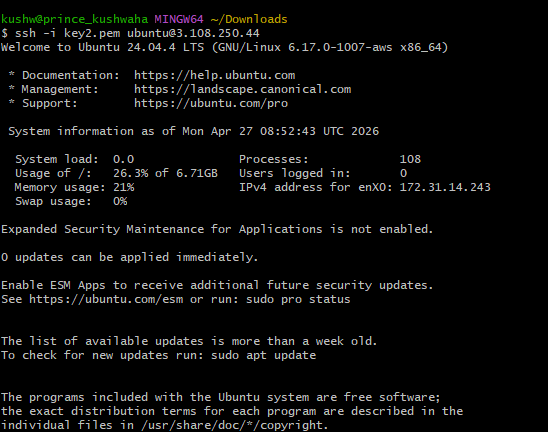 kushw@prince_kushwaha MINGW64 ~/Downloads
$ ssh -i key2.pem ubuntu@3.108.250.44
Welcome to Ubuntu 24.04.4 LTS (GNU/Linux 6.17.0-1007-aws x86_64)
* Documentation: https://help.ubuntu.com
* Management: https://landscape.canonical.com
* Support: https://ubuntu.com/pro
System information as of Mon Apr 27 08:52:43 UTC 2026
System load: 0.0 Processes: 108
Usage of /: 26.3% of 6.71GB Users logged in: 0
Memory usage: 21% IPv4 address for enX0: 172.31.14.243
Swap usage: 0%
Expanded Security Maintenance for Applications is not enabled.
0 updates can be applied immediately.
Enable ESM Apps to receive additional future security updates.
See https://ubuntu.com/esm or run: sudo pro status
The list of available updates is more than a week old.
To check for new updates run: sudo apt update
The programs included with the Ubuntu system are free software;
the exact distribution terms for each program are described in the
individual files in /usr/share/doc/*/copyright.